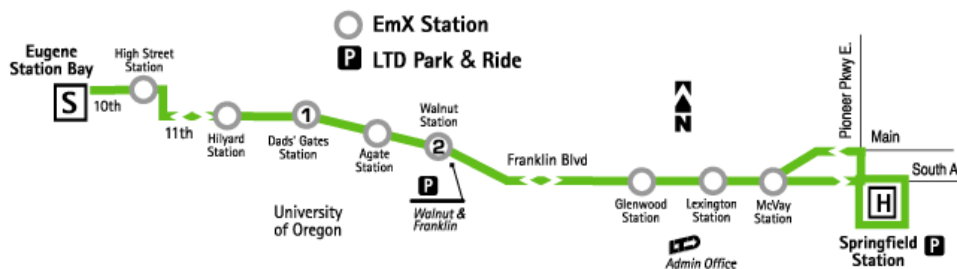 EmX Station
P LTD Park & Ride
Eugene
Station Bay
S
10th
High Street
Station
11th
Hilyard
Station
1
Dads' Gates
Station
Agate
Station
Walnut
Station
2
P
Walnut &
Franklin
University
of Oregon
Franklin Blvd
N
Glenwood
Station
Lexington
Station
McVay
Station
Admin Office
Pioneer Pkwy E.
Main
South A
H
Springfield
Station P